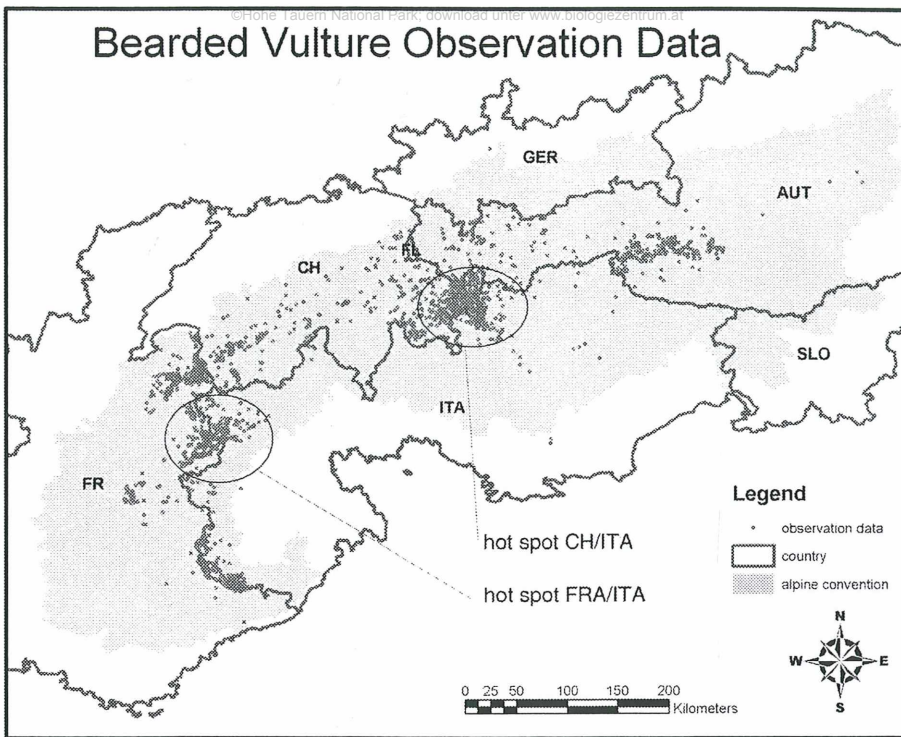 ©Hohe Tauern National Park; download unter www.biologiezentrum.at
Bearded Vulture Observation Data
GER
AUT
FL
CH
SLO
ITA
FR
Legend
observation data
country
alpine convention
hot spot CH/ITA
hot spot FRA/ITA
N
W E
S
0 25 50 100 150 200
Kilometers